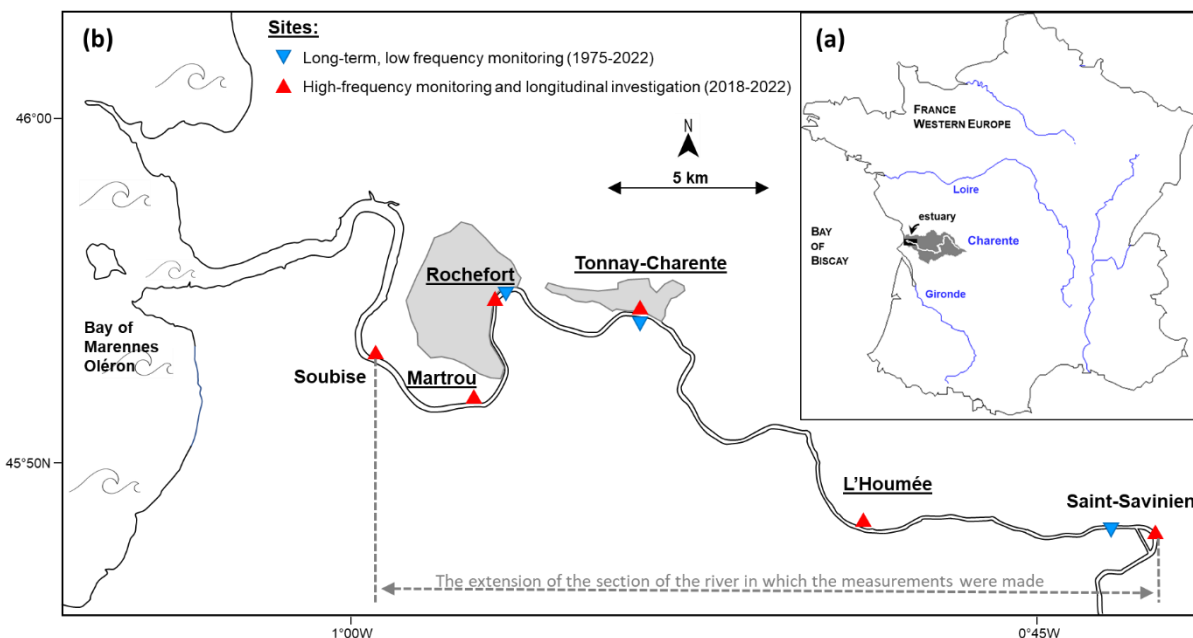 (b)
Sites:
Long-term, low frequency monitoring (1975-2022)
High-frequency monitoring and longitudinal investigation (2018-2022)
(a)
FRANCE
WESTERN EUROPE
Loire
estuary
Charente
BAY
OF
BISCAY
Gironde
46°00
N
5 km
Rochefort
Tonnay-Charente
Bay of
Marennes
Oléron
Soubise
Martrou
45°50
L'Houmée
Saint-Savinien
The extension of the section of the river in which the measurements were made
1°00W
0°45W